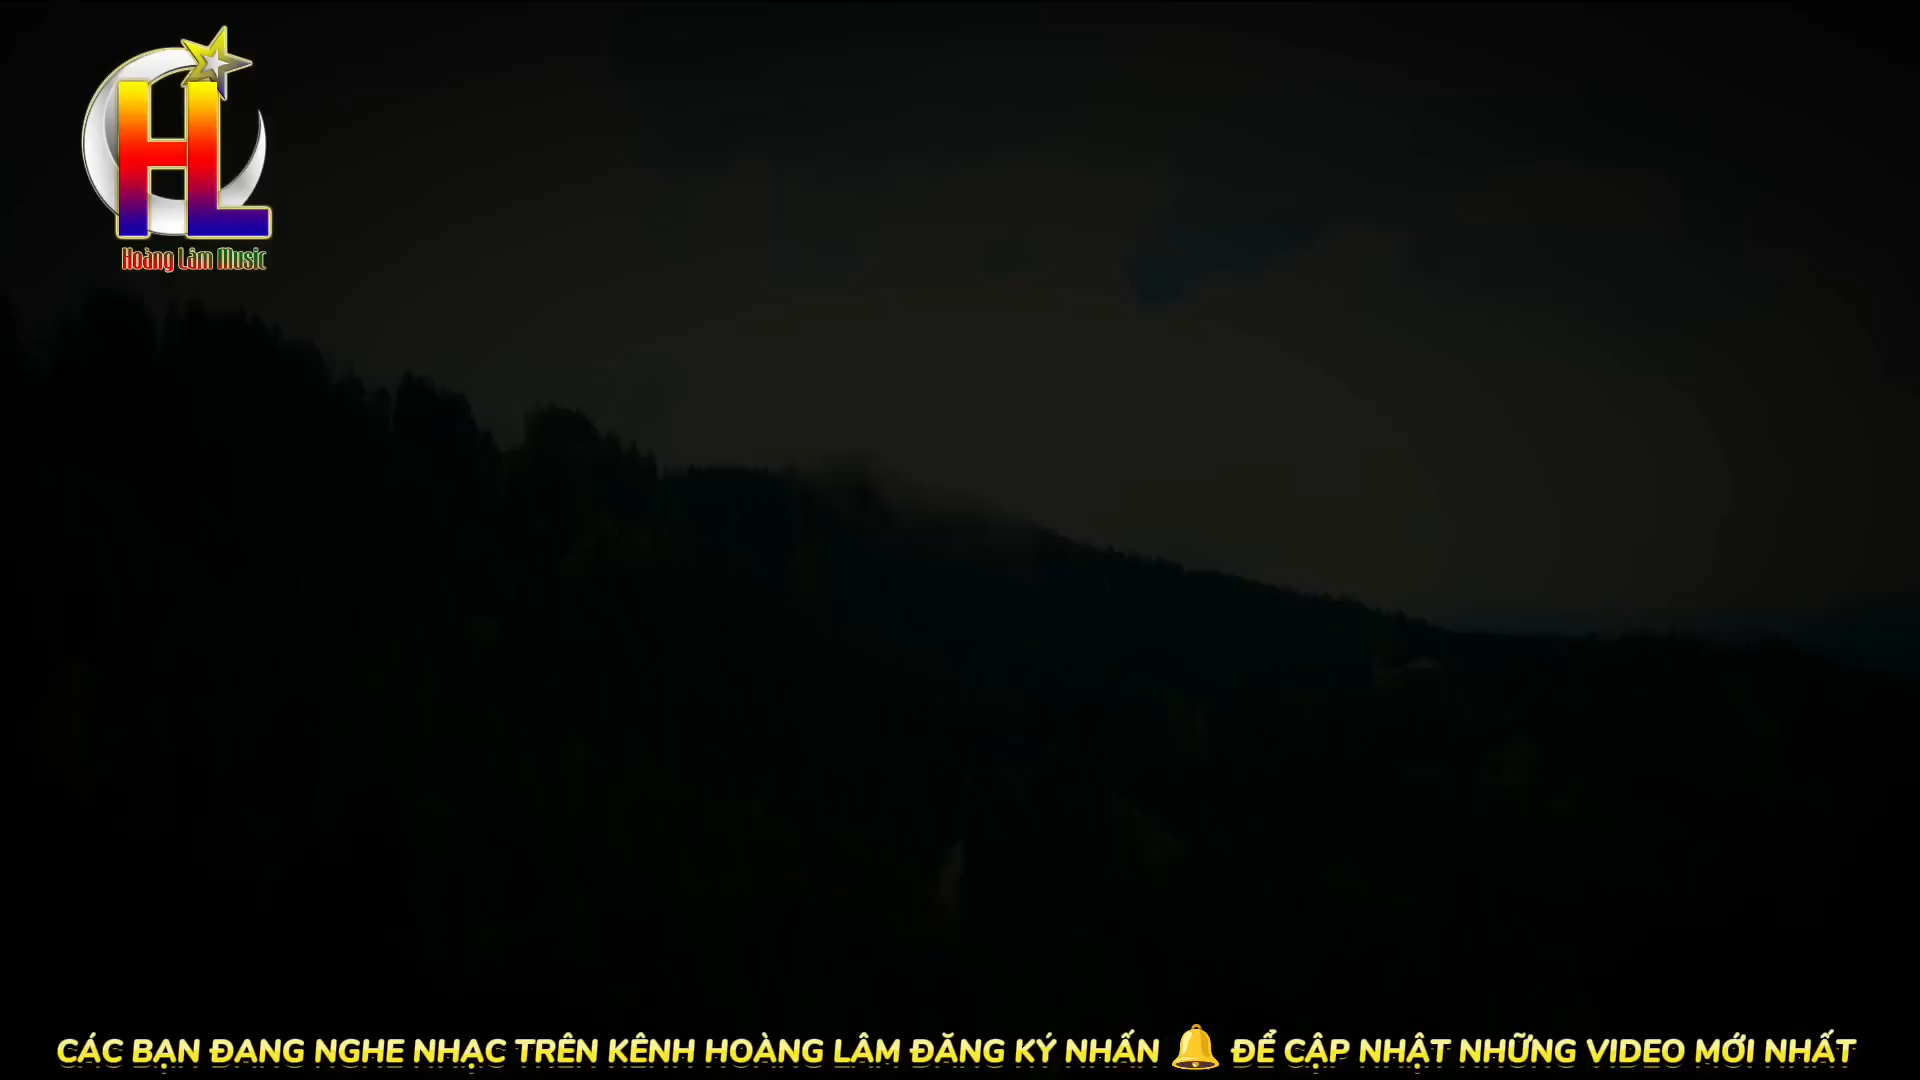 HL
Hoàng Lâm Music
CÁC BẠN ĐANG NGHE NHẠC TRÊN KÊNH HOÀNG LÂM ĐĂNG KÝ NHẤN 🔔 ĐỂ CẬP NHẬT NHỮNG VIDEO MỚI NHẤT